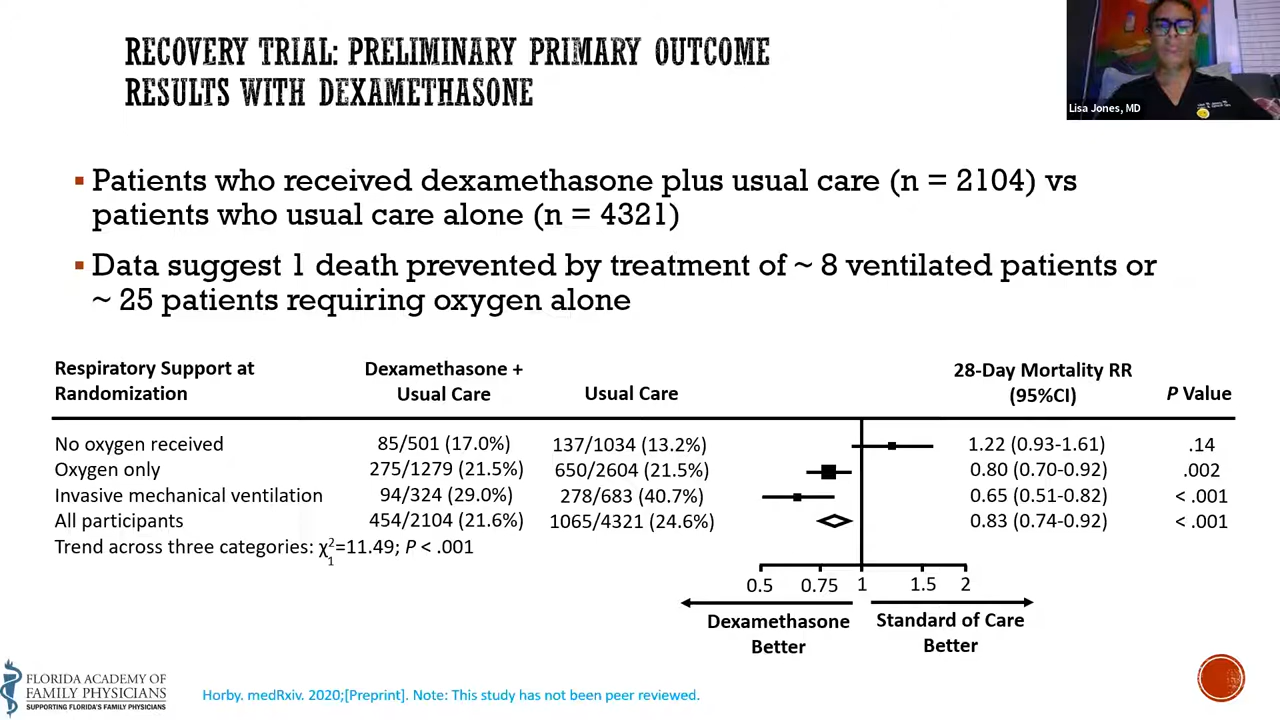 RECOVERY TRIAL: PRELIMINARY PRIMARY OUTCOME
RESULTS WITH DEXAMETHASONE
Lisa Jones, MD
▪ Patients who received dexamethasone plus usual care (n = 2104) vs
patients who usual care alone (n = 4321)
▪ Data suggest 1 death prevented by treatment of ~ 8 ventilated patients or
~ 25 patients requiring oxygen alone
Respiratory Support at Randomization Dexamethasone + Usual Care Usual Care 28-Day Mortality RR (95%CI) P Value
No oxygen received 85/501 (17.0%) 137/1034 (13.2%) 1.22 (0.93-1.61) .14
Oxygen only 275/1279 (21.5%) 650/2604 (21.5%) 0.80 (0.70-0.92) .002
Invasive mechanical ventilation 94/324 (29.0%) 278/683 (40.7%) 0.65 (0.51-0.82) < .001
All participants 454/2104 (21.6%) 1065/4321 (24.6%) 0.83 (0.74-0.92) < .001
Trend across three categories: χ²₁=11.49; P < .001
0.5 0.75 1 1.5 2
Dexamethasone Better
Standard of Care Better
FLORIDA ACADEMY OF
FAMILY PHYSICIANS
SUPPORTING FLORIDA'S FAMILY PHYSICIANS
Horby. medRxiv. 2020;[Preprint]. Note: This study has not been peer reviewed.